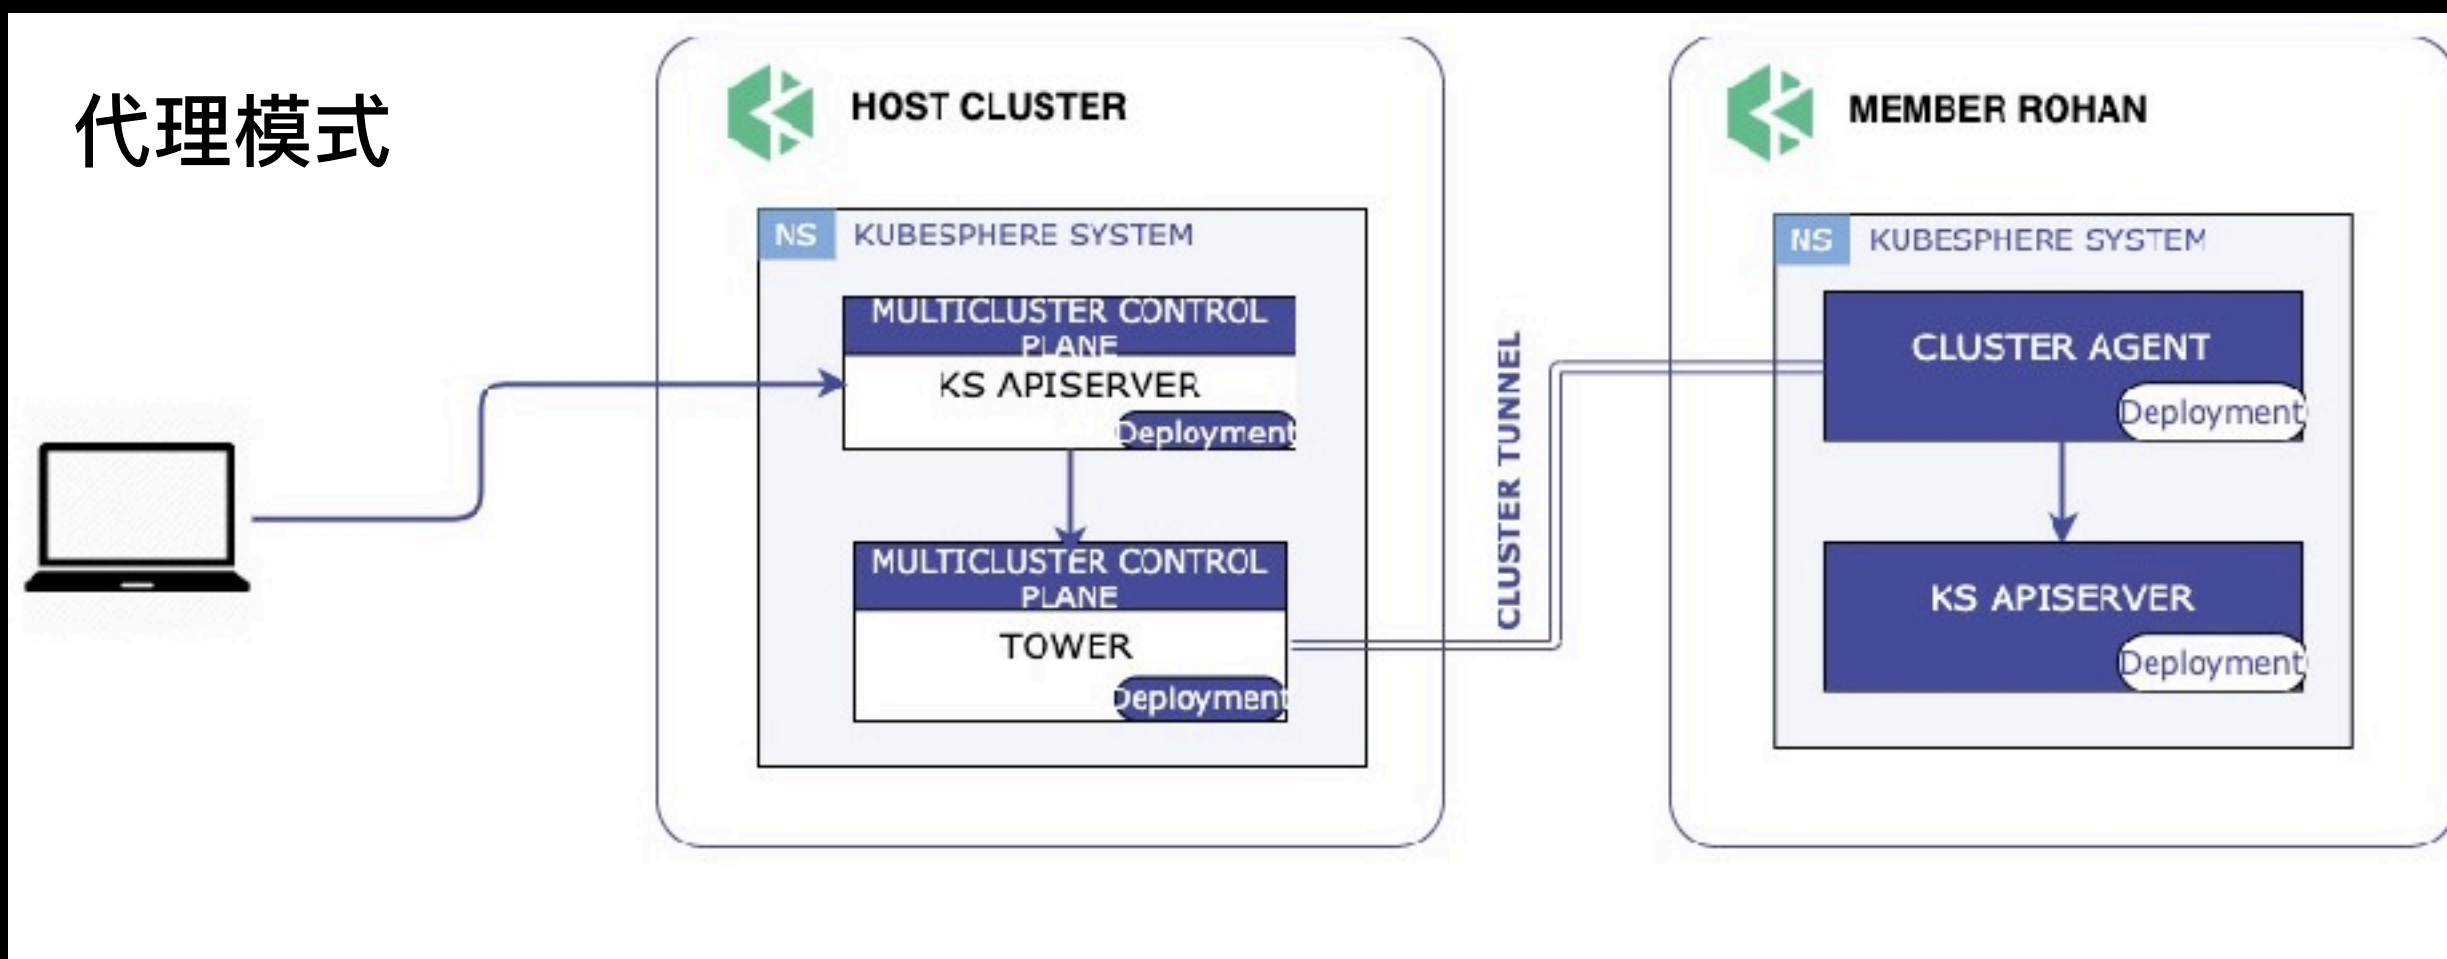 代理模式
HOST CLUSTER
NS KUBESPHERE SYSTEM
MULTICLUSTER CONTROL
PLANE
KS APISERVER
Deployment
MULTICLUSTER CONTROL
PLANE
TOWER
Deployment
CLUSTER TUNNEL
MEMBER ROHAN
NS KUBESPHERE SYSTEM
CLUSTER AGENT
Deployment
KS APISERVER
Deployment